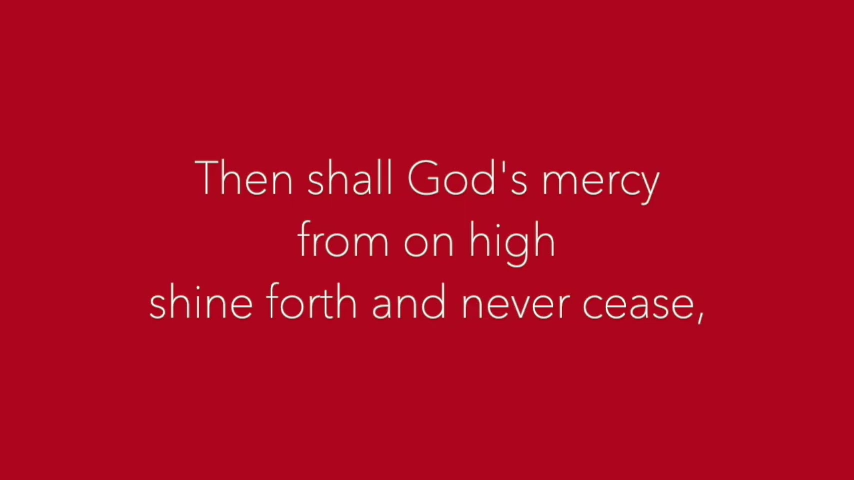 Then shall God's mercy
from on high
shine forth and never cease,